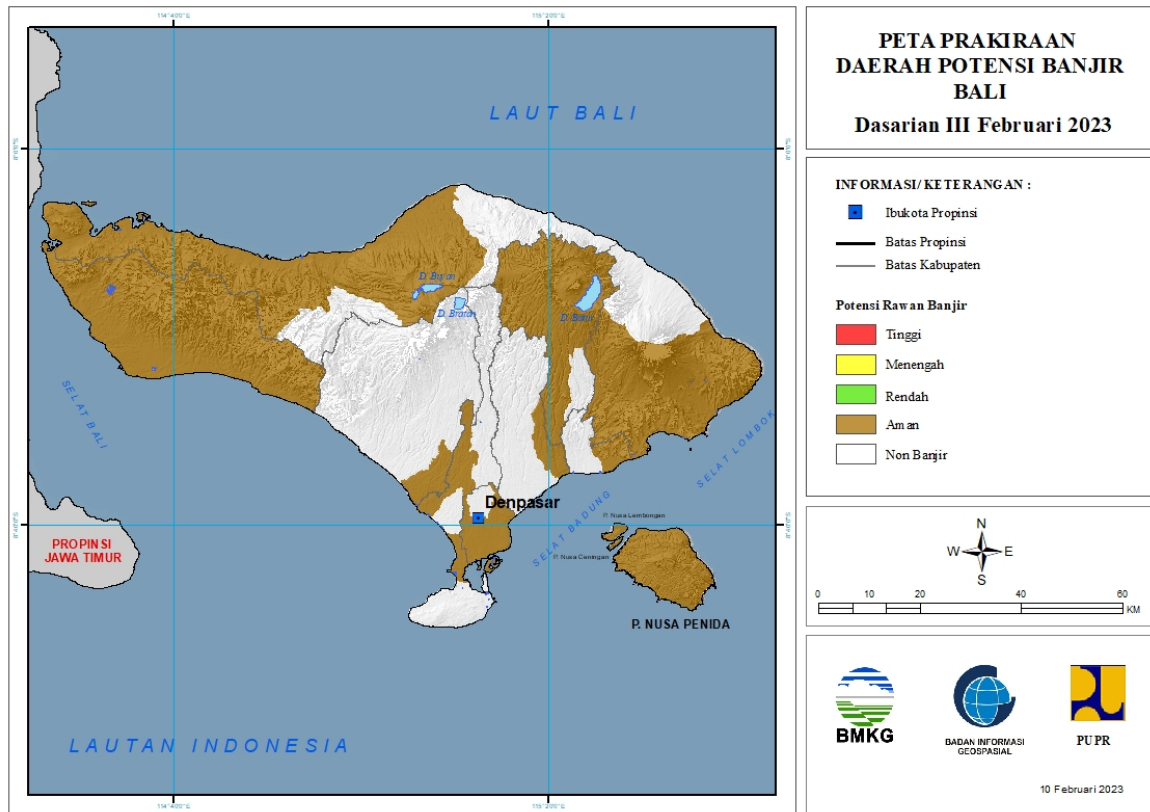 PETA PRAKIRAAN
DAERAH POTENSI BANJIR
BALI
Dasarian III Februari 2023
INFORMASI/ KETERANGAN :
Ibukota Propinsi
Batas Propinsi
Batas Kabupaten
Potensi Rawan Banjir
Tinggi
Menengah
Rendah
Aman
Non Banjir
N
W
E
S
0
10
20
40
60
KM
BMKG
BADAN INFORMASI
GEOSPASIAL
PUPR
10 Februari 2023
LAUT BALI
D. Buyan
D. Bratan
D. Batur
SELAT BALI
SELAT LOMBOK
Denpasar
SELAT BADUNG
P. Nusa Lembongan
P. Nusa Ceningan
PROPINSI
JAWA TIMUR
P. NUSA PENIDA
LAUTAN INDONESIA